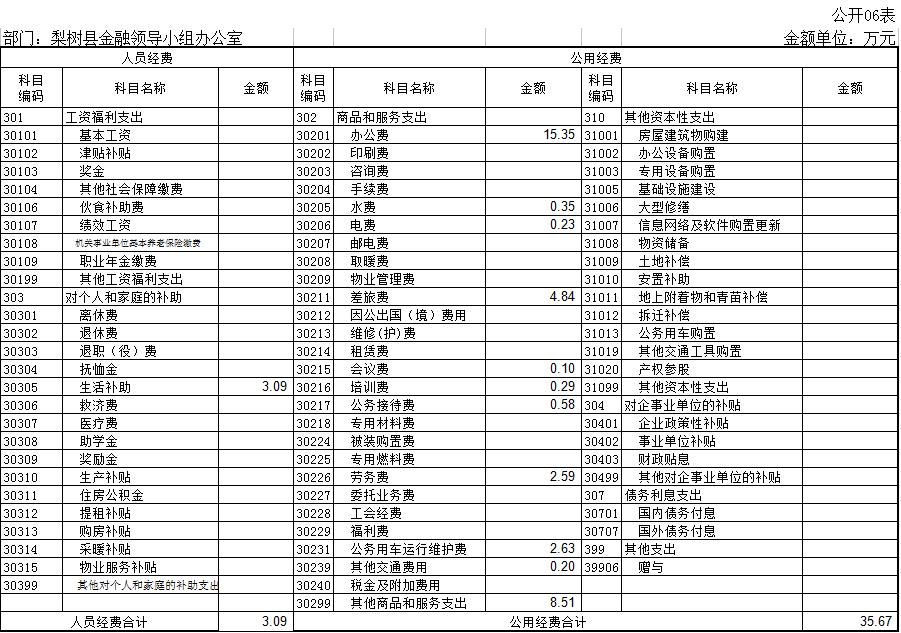 公开06表
部门：梨树县金融领导小组办公室 金额单位：万元
人员经费 公用经费
科目编码 科目名称 金额 科目编码 科目名称 金额 科目编码 科目名称 金额
301 工资福利支出 302 商品和服务支出 310 其他资本性支出
30101 基本工资 30201 办公费 15.35 31001 房屋建筑物购建
30102 津贴补贴 30202 印刷费 31002 办公设备购置
30103 奖金 30203 咨询费 31003 专用设备购置
30104 其他社会保障缴费 30204 手续费 31005 基础设施建设
30106 伙食补助费 30205 水费 0.35 31006 大型修缮
30107 绩效工资 30206 电费 0.23 31007 信息网络及软件购置更新
30108 机关事业单位基本养老保险缴费 30207 邮电费 31008 物资储备
30109 职业年金缴费 30208 取暖费 31009 土地补偿
30199 其他工资福利支出 30209 物业管理费 31010 安置补助
303 对个人和家庭的补助 30211 差旅费 4.84 31011 地上附着物和青苗补偿
30301 离休费 30212 因公出国（境）费用 31012 拆迁补偿
30302 退休费 30213 维修(护)费 31013 公务用车购置
30303 退职（役）费 30214 租赁费 31019 其他交通工具购置
30304 抚恤金 30215 会议费 0.10 31020 产权参股
30305 生活补助 3.09 30216 培训费 0.29 31099 其他资本性支出
30306 救济费 30217 公务接待费 0.58 304 对企事业单位的补贴
30307 医疗费 30218 专用材料费 30401 企业政策性补贴
30308 助学金 30224 被装购置费 30402 事业单位补贴
30309 奖励金 30225 专用燃料费 30403 财政贴息
30310 生产补贴 30226 劳务费 2.59 30499 其他对企事业单位的补贴
30311 住房公积金 30227 委托业务费 307 债务利息支出
30312 提租补贴 30228 工会经费 30701 国内债务付息
30313 购房补贴 30229 福利费 30707 国外债务付息
30314 采暖补贴 30231 公务用车运行维护费 2.63 399 其他支出
30315 物业服务补贴 30239 其他交通费用 0.20 39906 赠与
30399 其他对个人和家庭的补助支出 30240 税金及附加费用
30299 其他商品和服务支出 8.51
人员经费合计 3.09 公用经费合计 35.67